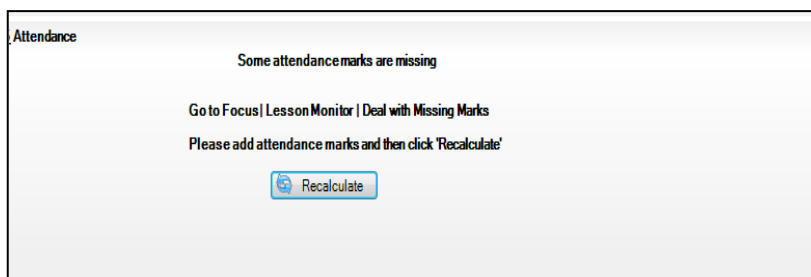 Attendance
Some attendance marks are missing
Go to Focus | Lesson Monitor | Deal with Missing Marks
Please add attendance marks and then click 'Recalculate'
Recalculate